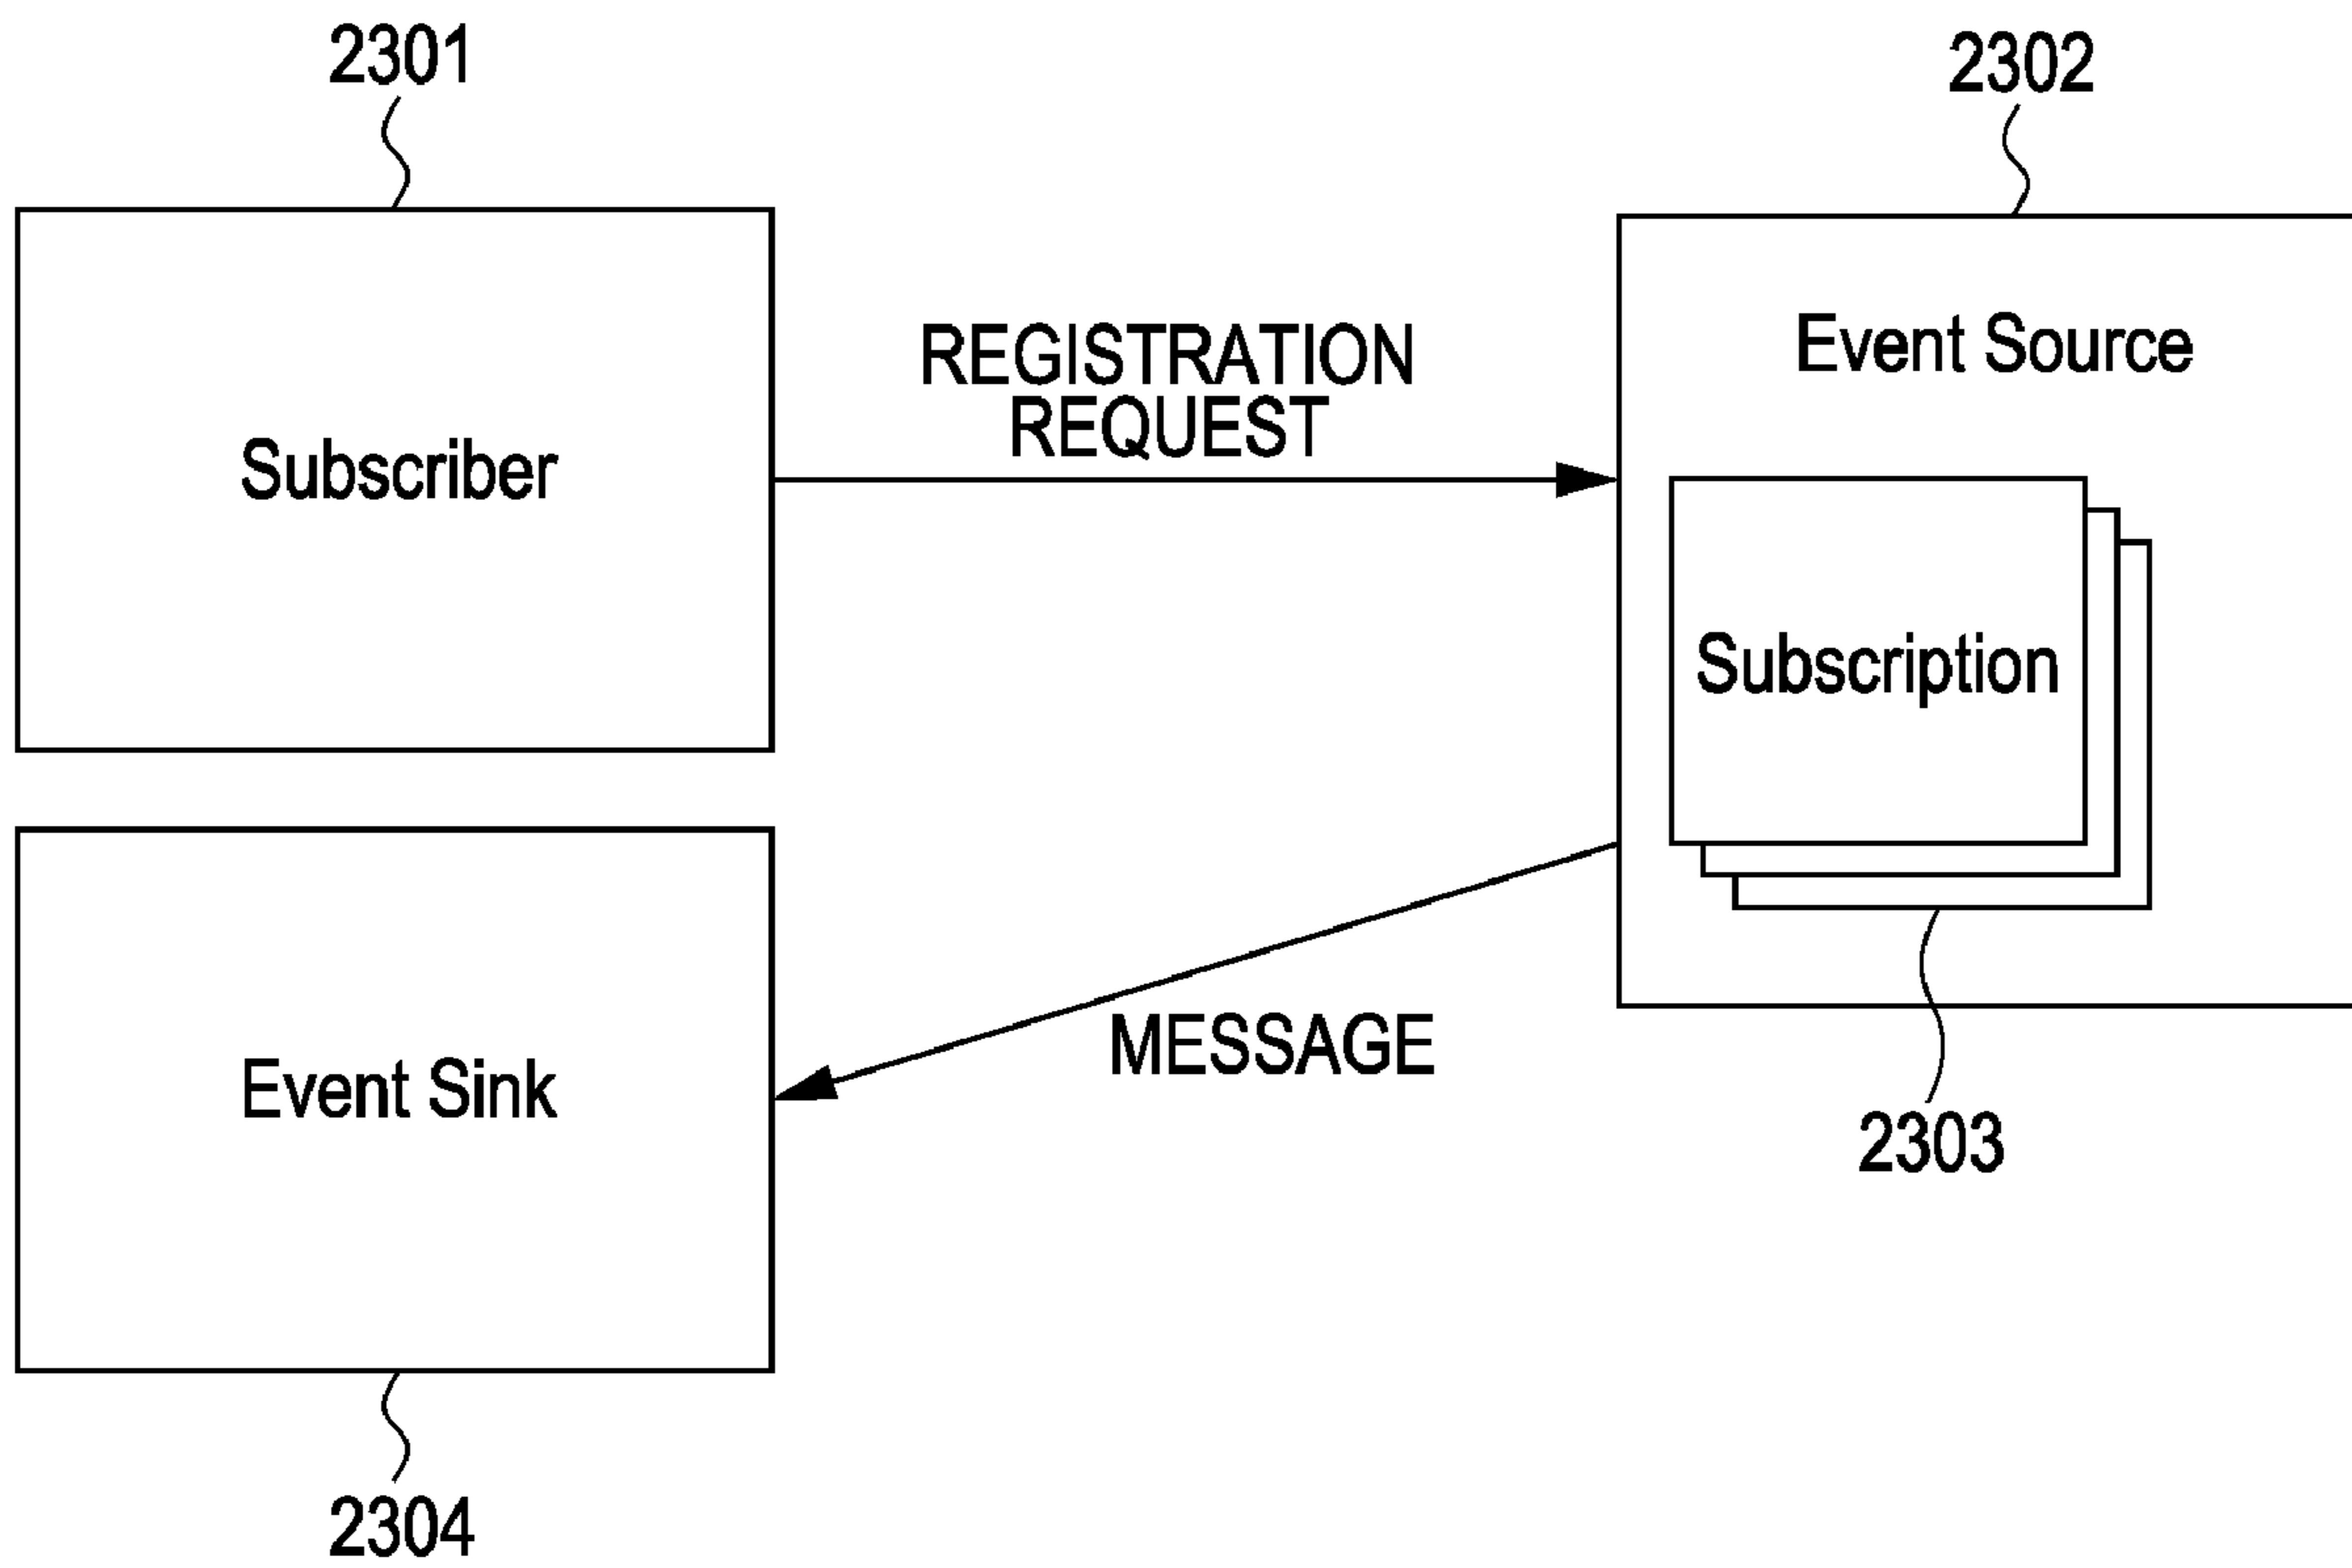 2301
2302
Subscriber
REGISTRATION
REQUEST
Event Source
Subscription
Event Sink
MESSAGE
2303
2304